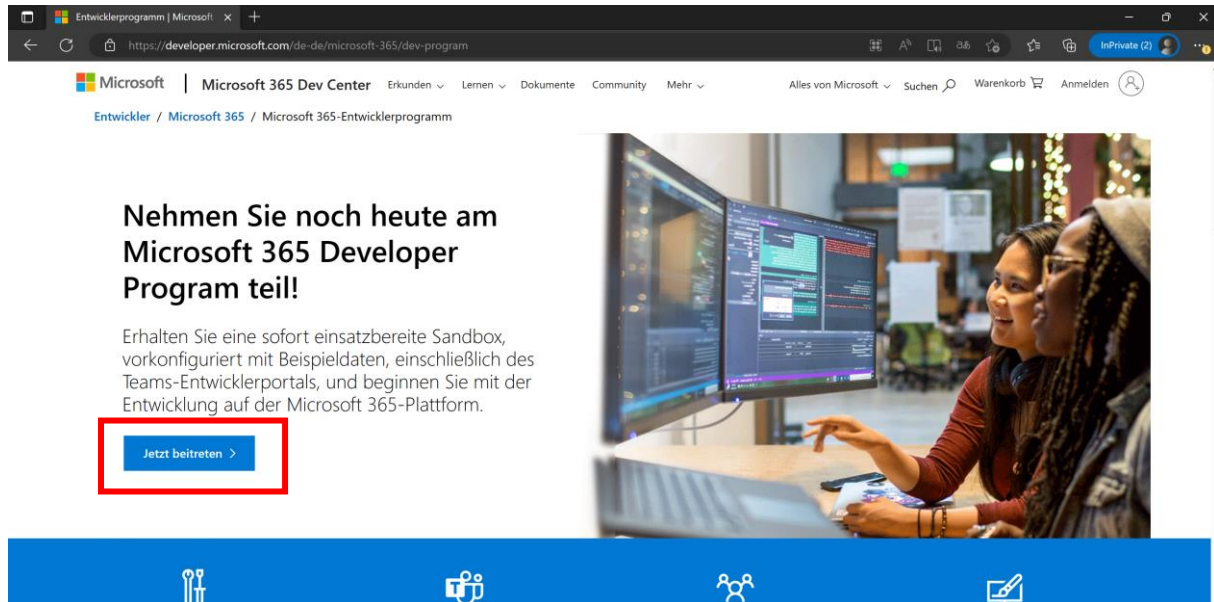 Entwicklerprogramm | Microsoft
https://developer.microsoft.com/de-de/microsoft-365/dev-program
InPrivate (2)
Microsoft | Microsoft 365 Dev Center Erkunden Lernen Dokumente Community Mehr Alles von Microsoft Suchen Warenkorb Anmelden
Entwickler / Microsoft 365 / Microsoft 365-Entwicklerprogramm
Nehmen Sie noch heute am
Microsoft 365 Developer
Program teil!
Erhalten Sie eine sofort einsatzbereite Sandbox,
vorkonfiguriert mit Beispieldaten, einschließlich des
Teams-Entwicklerportals, und beginnen Sie mit der
Entwicklung auf der Microsoft 365-Plattform.
Jetzt beitreten >